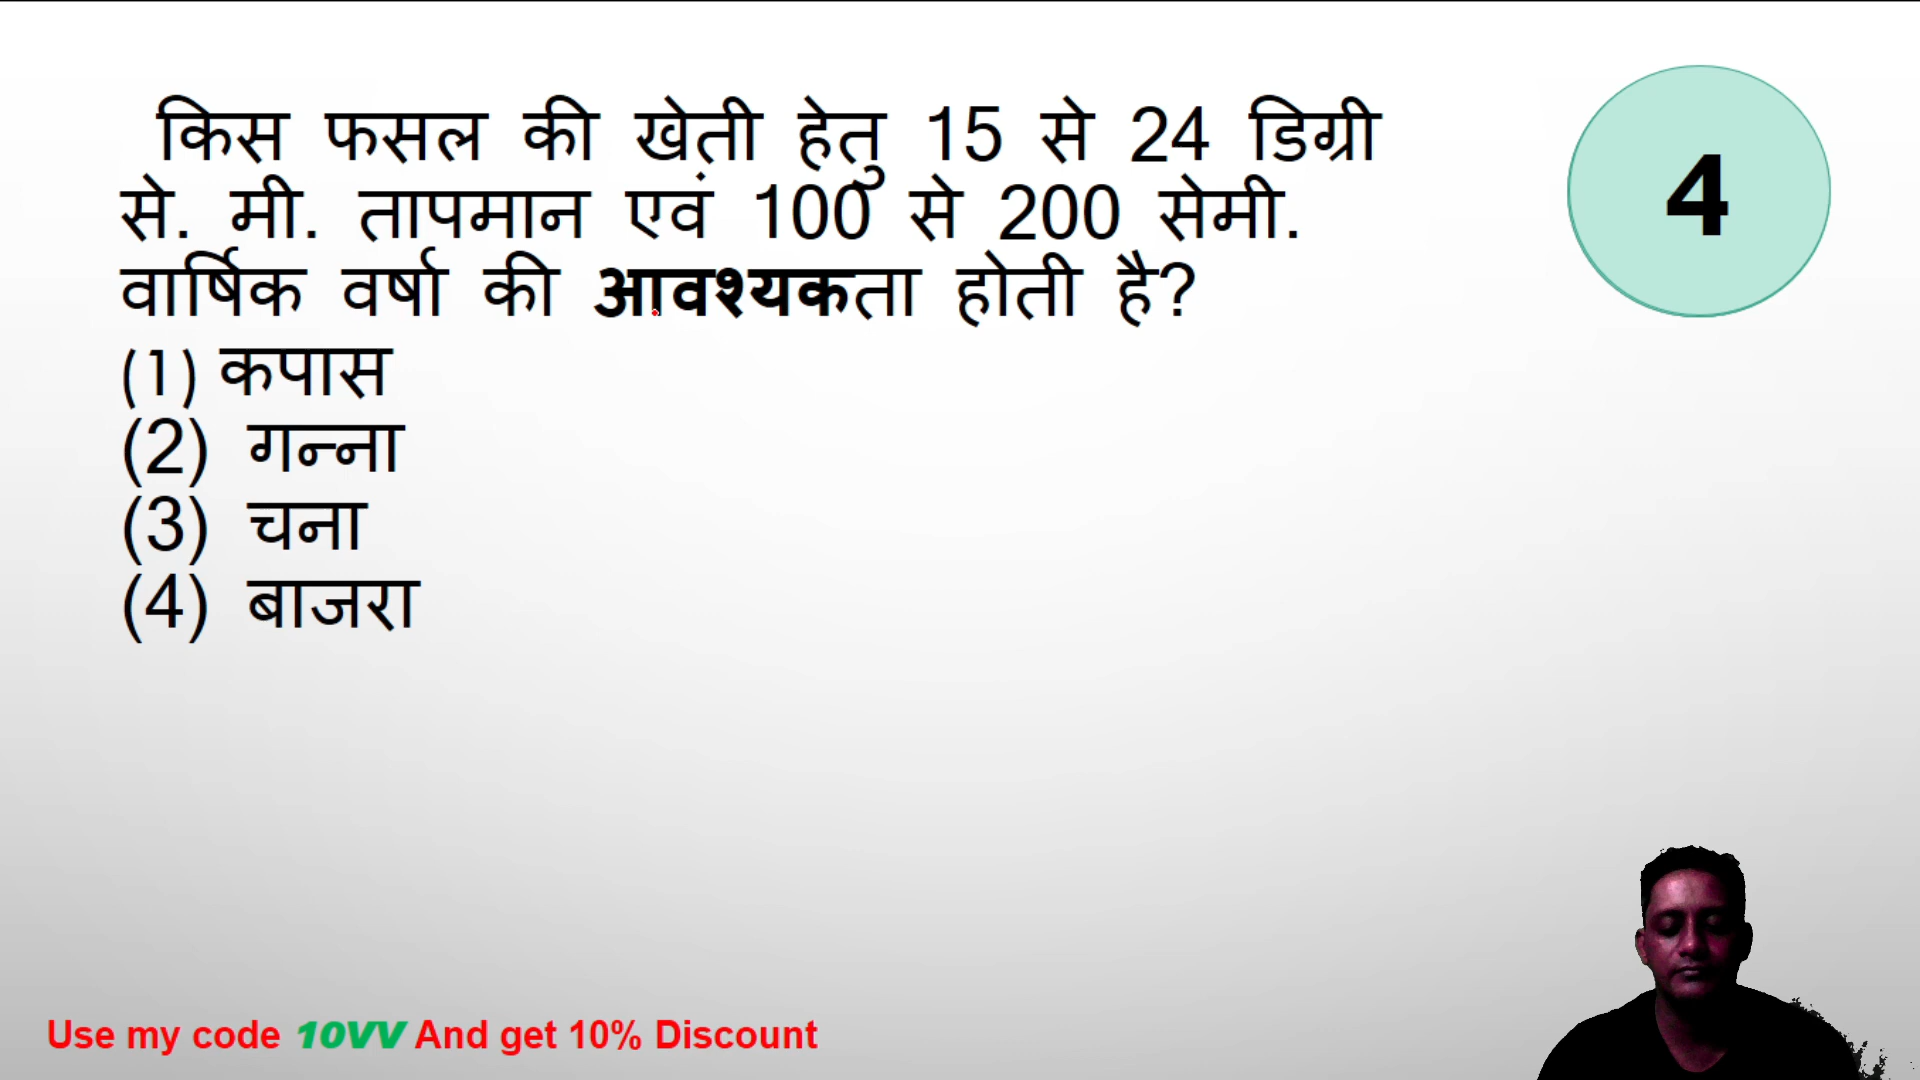 किस फसल की खेती हेतु 15 से 24 डिग्री
से. मी. तापमान एवं 100 से 200 सेमी.
वार्षिक वर्षा की आवश्यकता होती है?
(1) कपास
(2) गन्ना
(3) चना
(4) बाजरा
4
Use my code 10VV And get 10% Discount